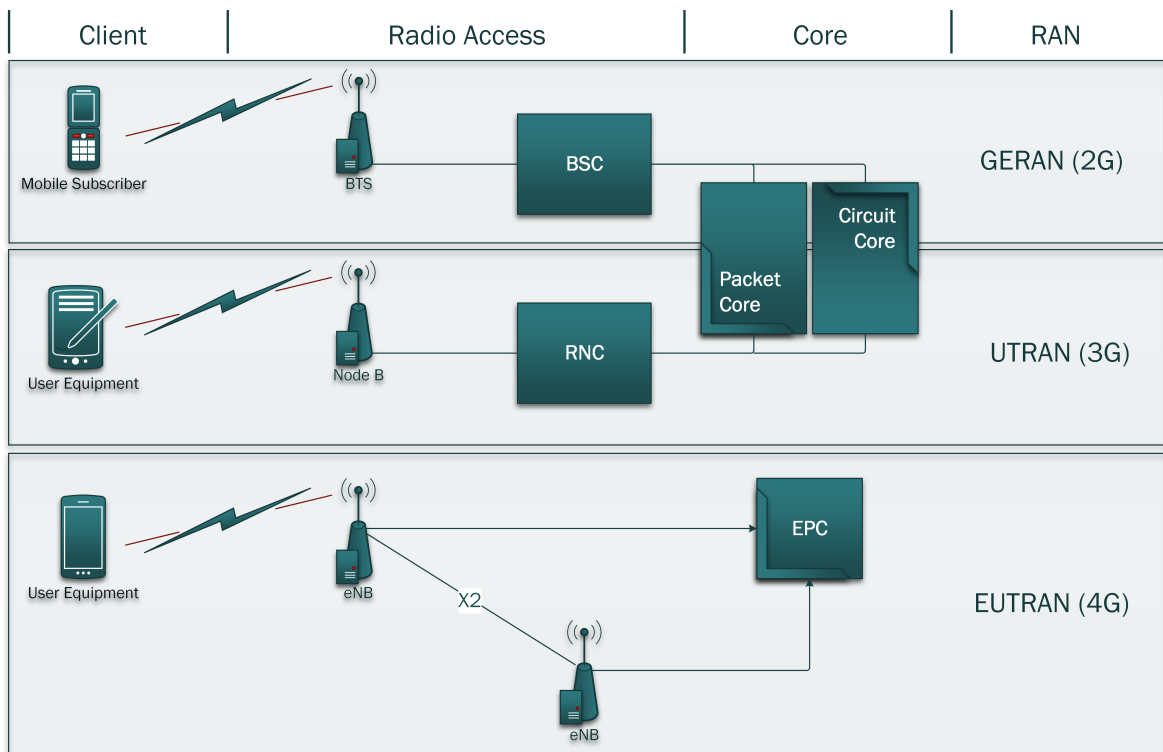 Client
Radio Access
Core
RAN
Mobile Subscriber
BTS
BSC
Packet
Core
Circuit
Core
GERAN (2G)
User Equipment
Node B
RNC
UTRAN (3G)
User Equipment
eNB
X2
eNB
EPC
EUTRAN (4G)